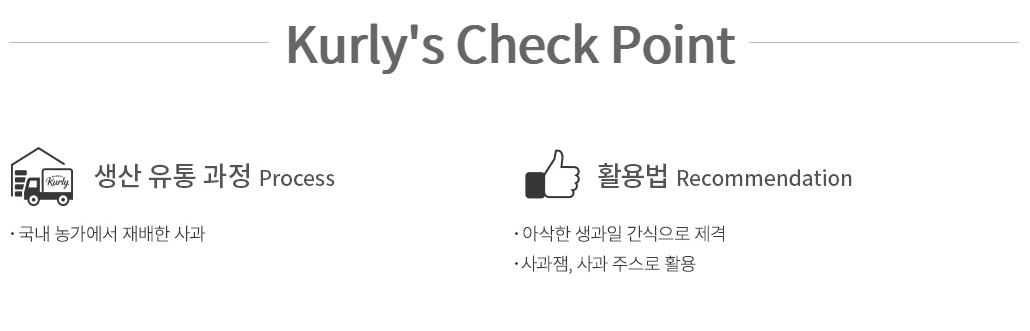 Kurly's Check Point
생산 유통 과정 Process
Kurly
· 국내 농가에서 재배한 사과
활용법 Recommendation
· 아삭한 생과일 간식으로 제격
· 사과잼, 사과 주스로 활용